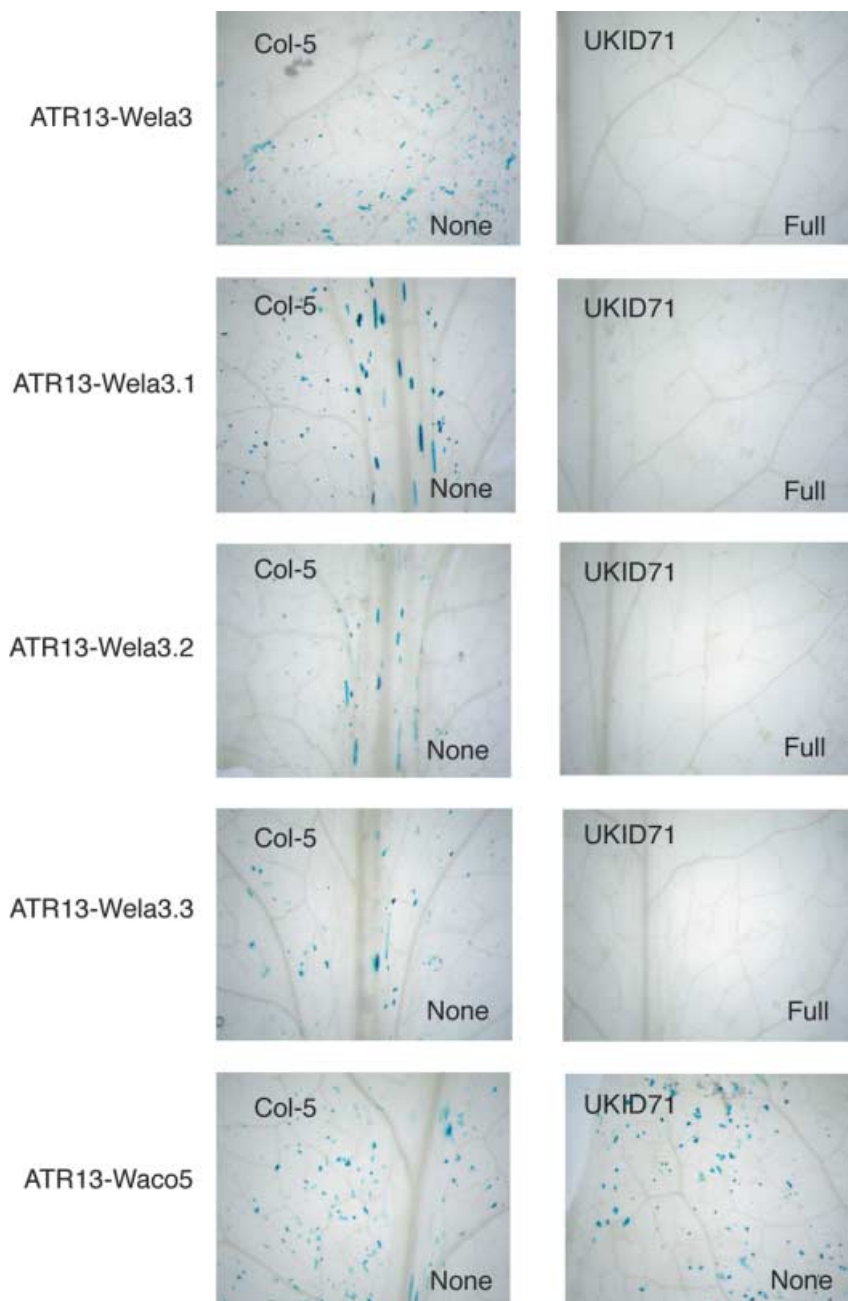 Col-5 UKID71
ATR13-Wela3
None Full
Col-5 UKID71
ATR13-Wela3.1
None Full
Col-5 UKID71
ATR13-Wela3.2
None Full
Col-5 UKID71
ATR13-Wela3.3
None Full
Col-5 UKID71
ATR13-Waco5
None None